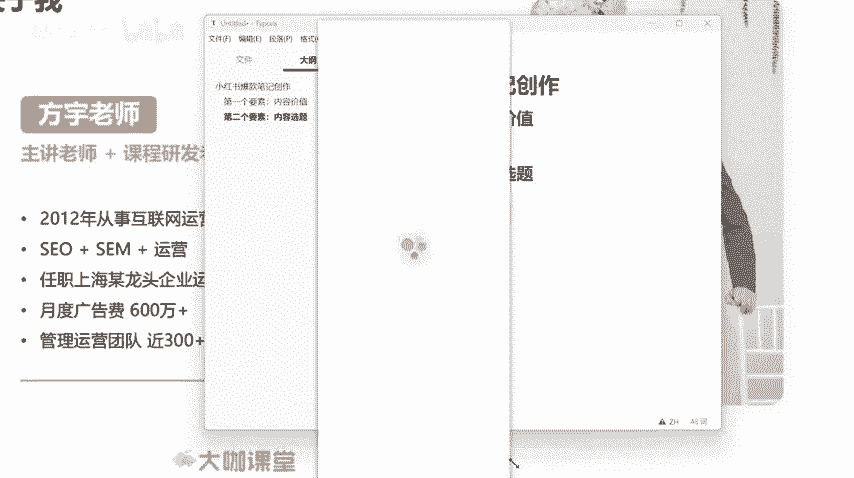 于我
方宇老师
主讲老师 + 课程研发
• 2012年从事互联网运营
• SEO + SEM + 运营
• 任职上海某龙头企业运
• 月度广告费 600万+
• 管理运营团队 近300+
大咖课堂
Untitled• - Typora
文件(F) 编辑(E) 段落(P) 格式(
文件 大纲
小红书爆款笔记创作
第一个要素：内容价值
第二个要素：内容选题
记创作
价值
选题
ZH 46 词